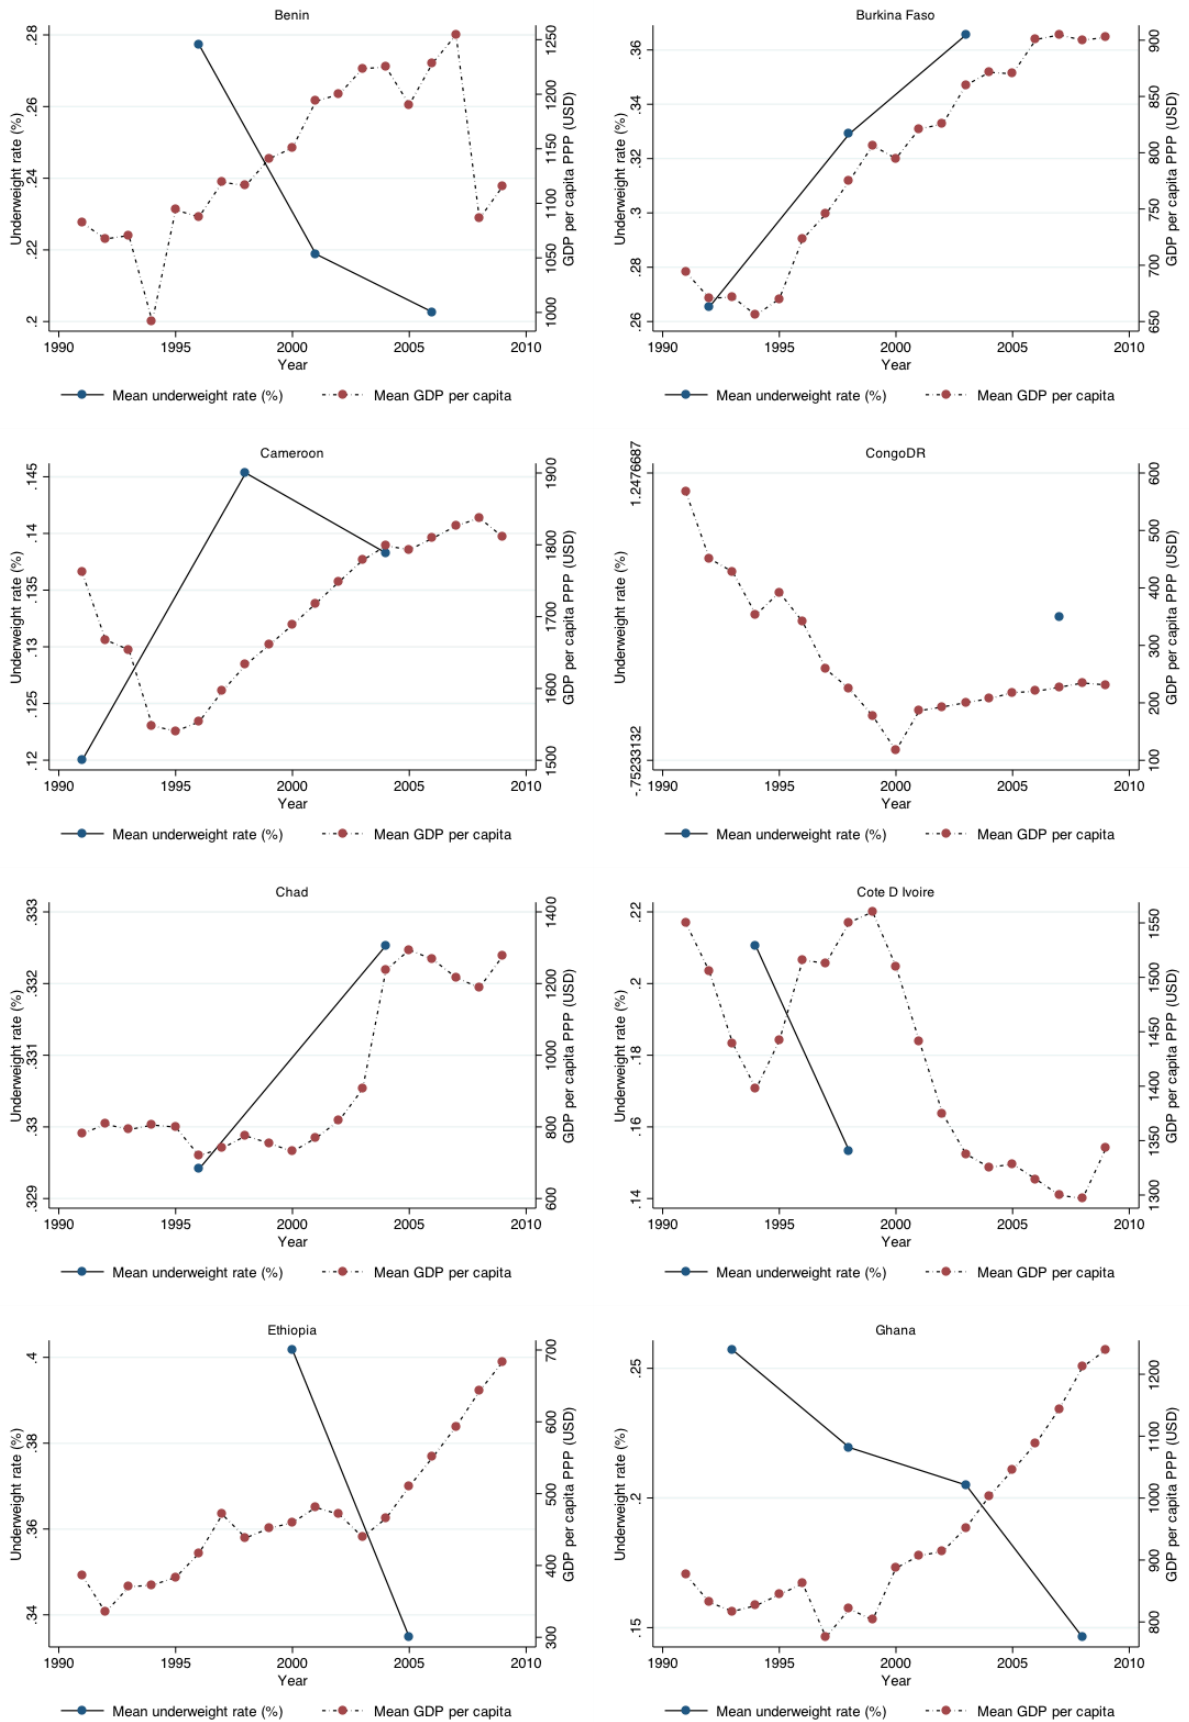 Benin
.28
.26
.24
.22
.2
Underweight rate (%)
1250
1200
1150
1100
1050
1000
GDP per capita PPP (USD)
1990 1995 2000 2005 2010
Year
Mean underweight rate (%) Mean GDP per capita
Burkina Faso
.36
.34
.32
.3
.28
.26
Underweight rate (%)
900
850
800
750
700
650
GDP per capita PPP (USD)
1990 1995 2000 2005 2010
Year
Mean underweight rate (%) Mean GDP per capita
Cameroon
.145
.14
.135
.13
.125
.12
Underweight rate (%)
1900
1800
1700
1600
1500
GDP per capita PPP (USD)
1990 1995 2000 2005 2010
Year
Mean underweight rate (%) Mean GDP per capita
CongoDR
1.2476687
-.75233132
Underweight rate (%)
600
500
400
300
200
100
GDP per capita PPP (USD)
1990 1995 2000 2005 2010
Year
Mean underweight rate (%) Mean GDP per capita
Chad
.333
.332
.331
.33
.329
Underweight rate (%)
1400
1200
1000
800
600
GDP per capita PPP (USD)
1990 1995 2000 2005 2010
Year
Mean underweight rate (%) Mean GDP per capita
Cote D Ivoire
.22
.2
.18
.16
.14
Underweight rate (%)
1550
1500
1450
1400
1350
1300
GDP per capita PPP (USD)
1990 1995 2000 2005 2010
Year
Mean underweight rate (%) Mean GDP per capita
Ethiopia
.4
.38
.36
.34
Underweight rate (%)
700
600
500
400
300
GDP per capita PPP (USD)
1990 1995 2000 2005 2010
Year
Mean underweight rate (%) Mean GDP per capita
Ghana
.25
.2
.15
Underweight rate (%)
1200
1100
1000
900
800
GDP per capita PPP (USD)
1990 1995 2000 2005 2010
Year
Mean underweight rate (%) Mean GDP per capita